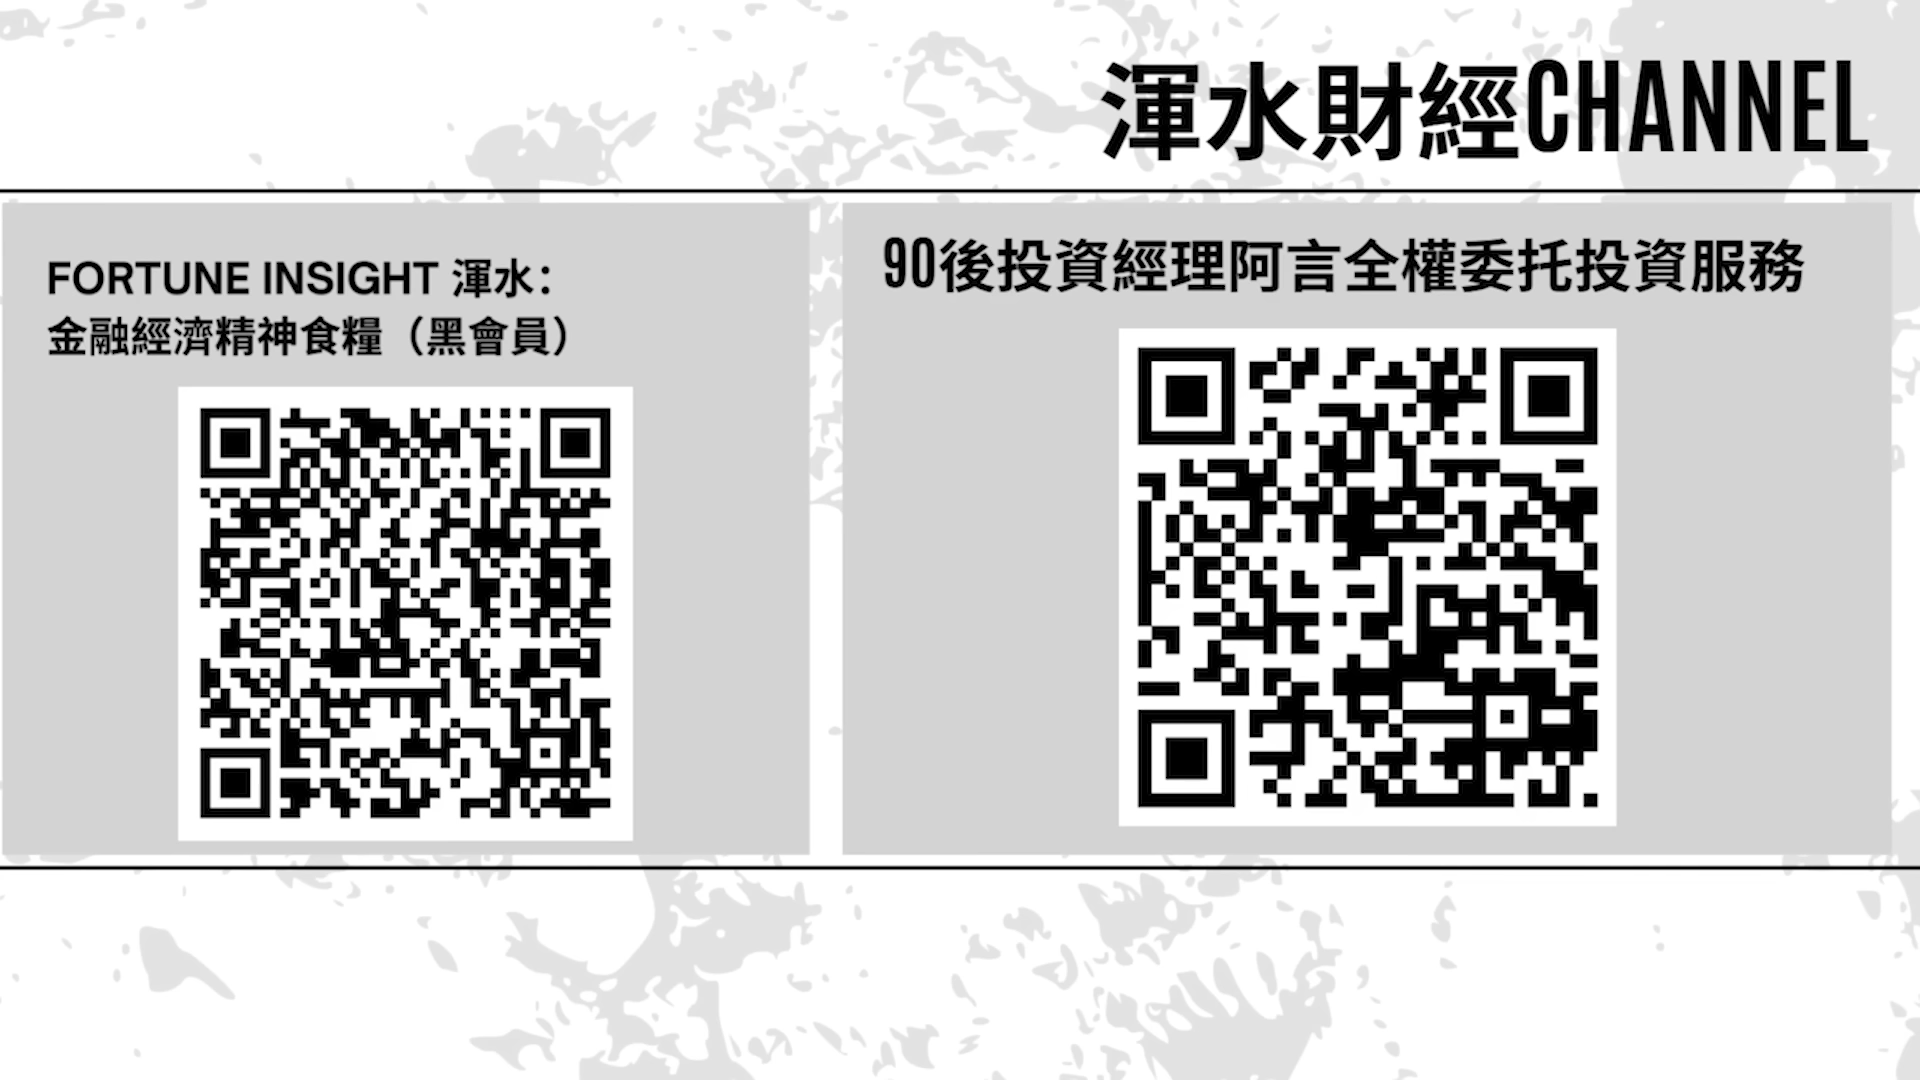 渾水財經CHANNEL
FORTUNE INSIGHT 渾水：
金融經濟精神食糧（黑會員）
90後投資經理阿言全權委托投資服務